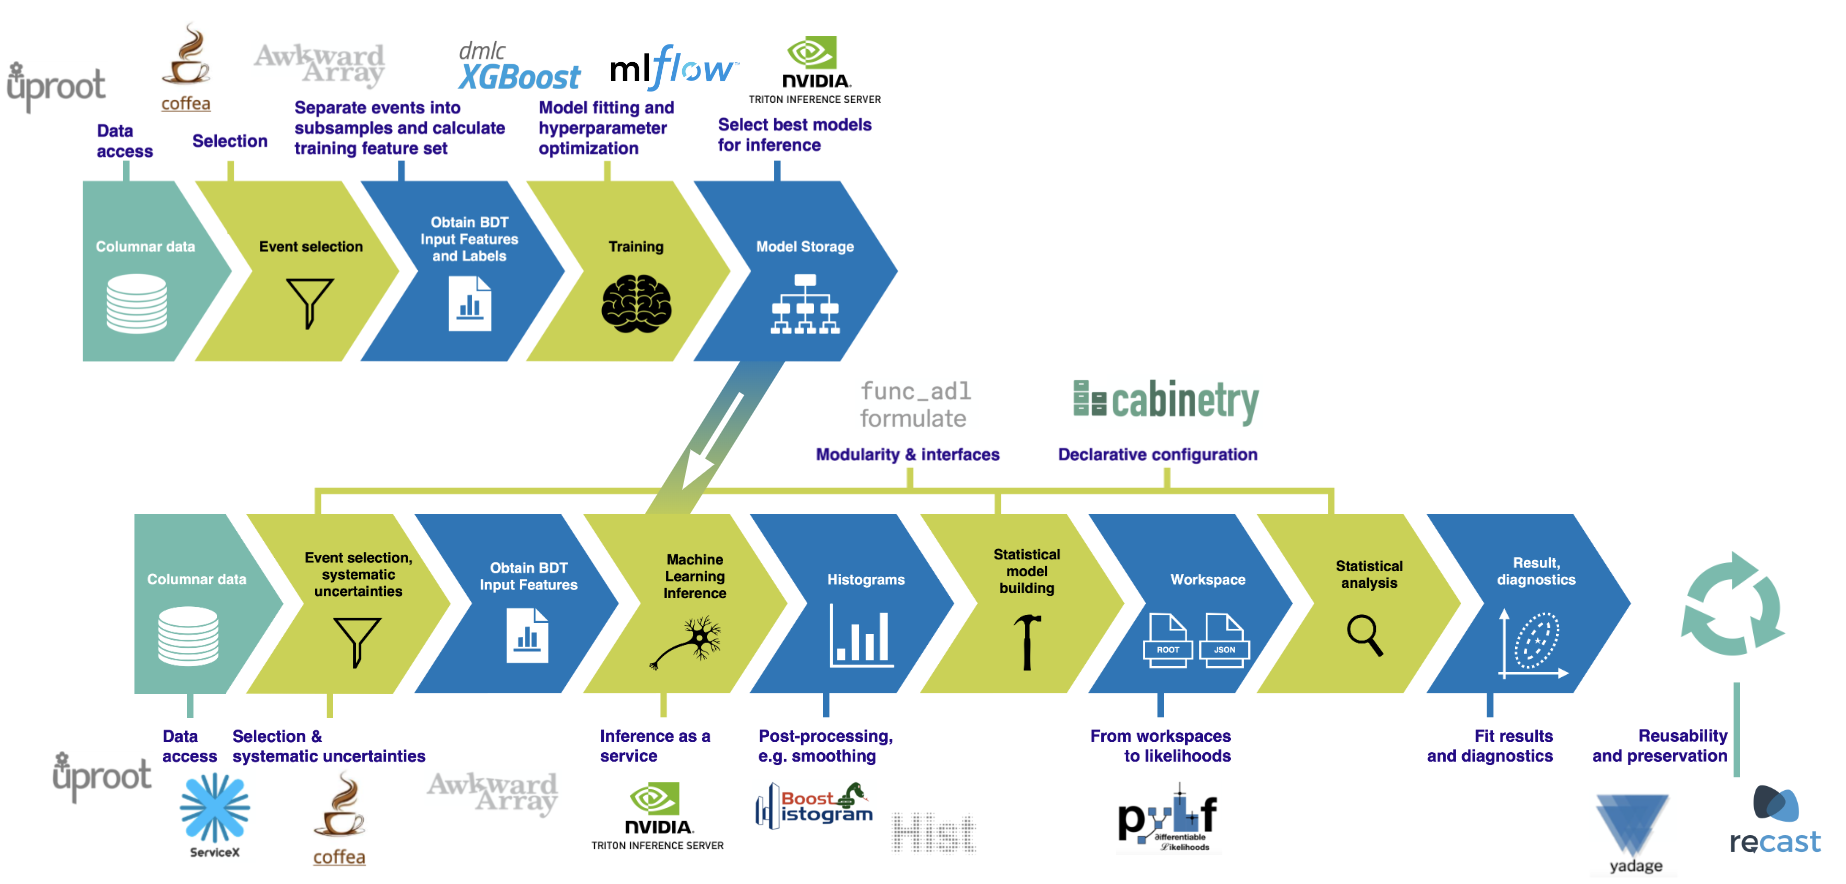 uproot
coffea
Awkward
Array
dmlc
XGBoost
mlflow
NVIDIA.
TRITON INFERENCE SERVER
Data
access
Selection
Separate events into
subsamples and calculate
training feature set
Model fitting and
hyperparameter
optimization
Select best models
for inference
Columnar data
Event selection
Obtain BDT
Input Features
and Labels
Training
Model Storage
func_adl
formulate
cabinetry
Modularity & interfaces
Declarative configuration
Columnar data
Event selection,
systematic
uncertainties
Obtain BDT
Input Features
Machine
Learning
Inference
Histograms
Statistical
model
building
Workspace
ROOT
JSON
Statistical
analysis
Result,
diagnostics
Data
access
Selection &
systematic uncertainties
Inference as a
service
Post-processing,
e.g. smoothing
From workspaces
to likelihoods
Fit results
and diagnostics
Reusability
and preservation
uproot
ServiceX
coffea
Awkward
Array
NVIDIA.
TRITON INFERENCE SERVER
Boost
Histogram
Hist
pyhf
differentiable
Likelihoods
yadage
recast